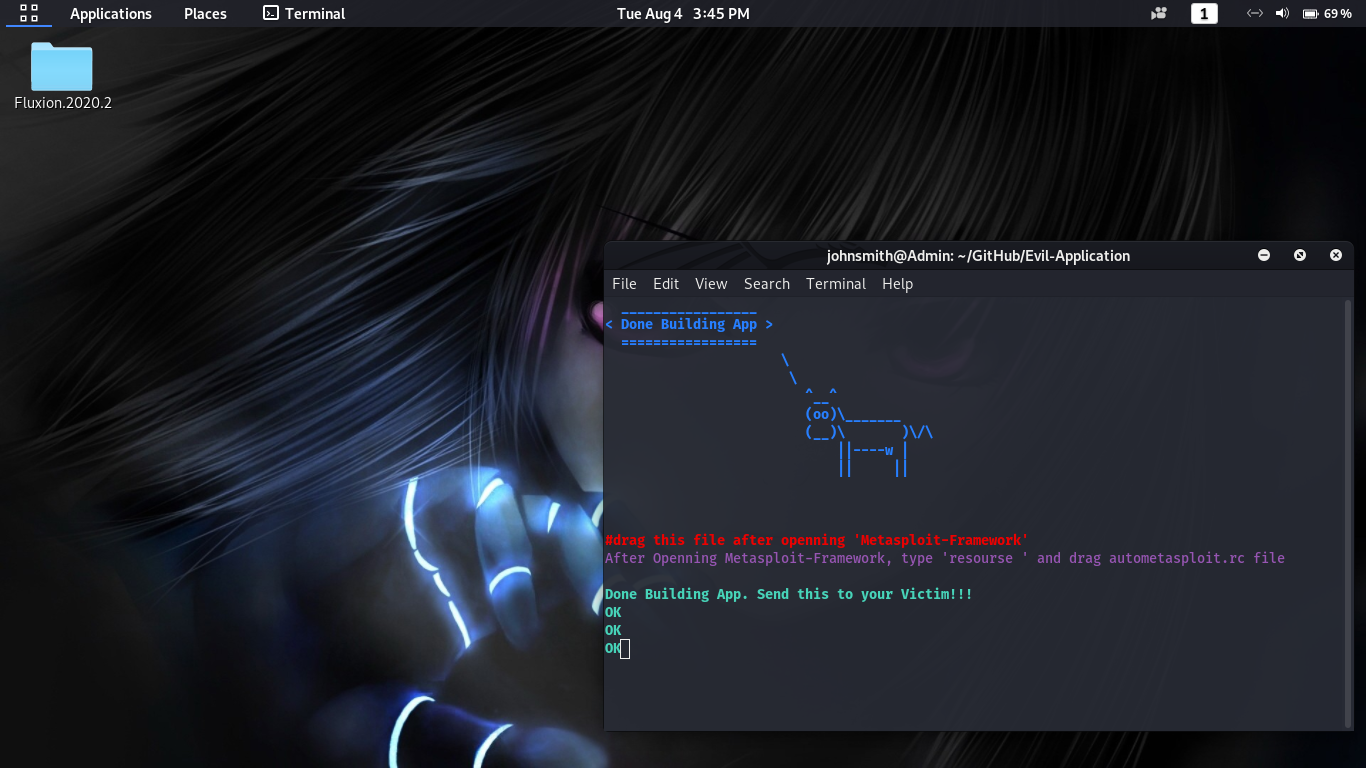 Applications Places Terminal Tue Aug 4 3:45 PM 1 69 %
Fluxion.2020.2
johnsmith@Admin: ~/GitHub/Evil-Application
File Edit View Search Terminal Help
_________________
< Done Building App >
=================
\
\
^__^
(oo)\_______
(__)\ )\/\
||----w |
|| ||
#drag this file after openning 'Metasploit-Framework'
After Openning Metasploit-Framework, type 'resourse ' and drag autometasploit.rc file
Done Building App. Send this to your Victim!!!
OK
OK
OK